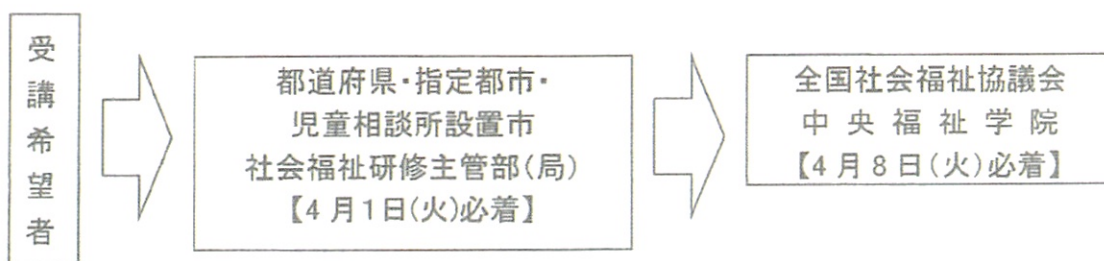 受講希望者
都道府県・指定都市・
児童相談所設置市
社会福祉研修主管部(局)
【4月1日(火)必着】
全国社会福祉協議会
中央福祉学院
【4月8日(火)必着】